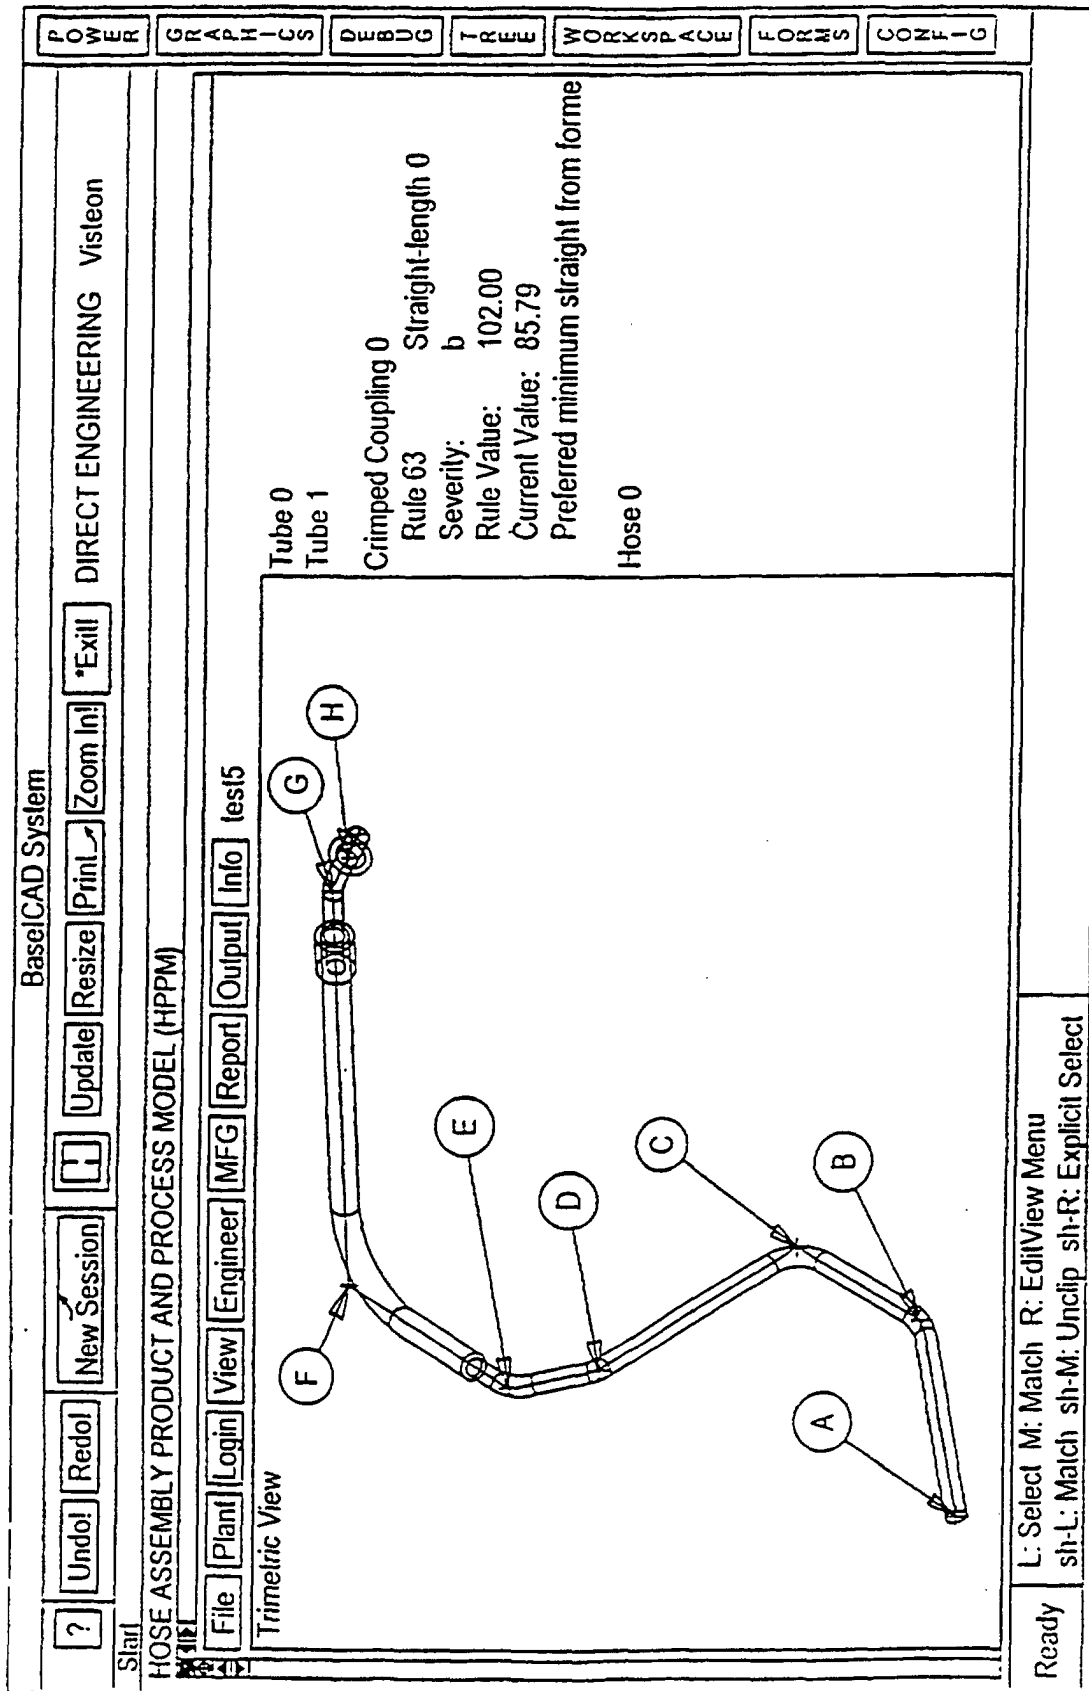 BaseICAD System
? Undo! Redo! New Session H Update Resize Print Zoom In! *Exit! DIRECT ENGINEERING Visteon
Start
HOSE ASSEMBLY PRODUCT AND PROCESS MODEL (HPPM)
File Plant Login View Engineer MFG Report Output Info test5
Trimetric View
A
B
C
D
E
F
G
H
Tube 0
Tube 1
Crimped Coupling 0
Rule 63 Straight-length 0
Severity: b
Rule Value: 102.00
Current Value: 85.79
Preferred minimum straight from forme
Hose 0
POWER
GRAPHICS
DEBUG
TREE
WORKSPACE
FORMS
CONFIG
Ready
L: Select M: Match R: EditView Menu
sh-L: Match sh-M: Unclip sh-R: Explicit Select